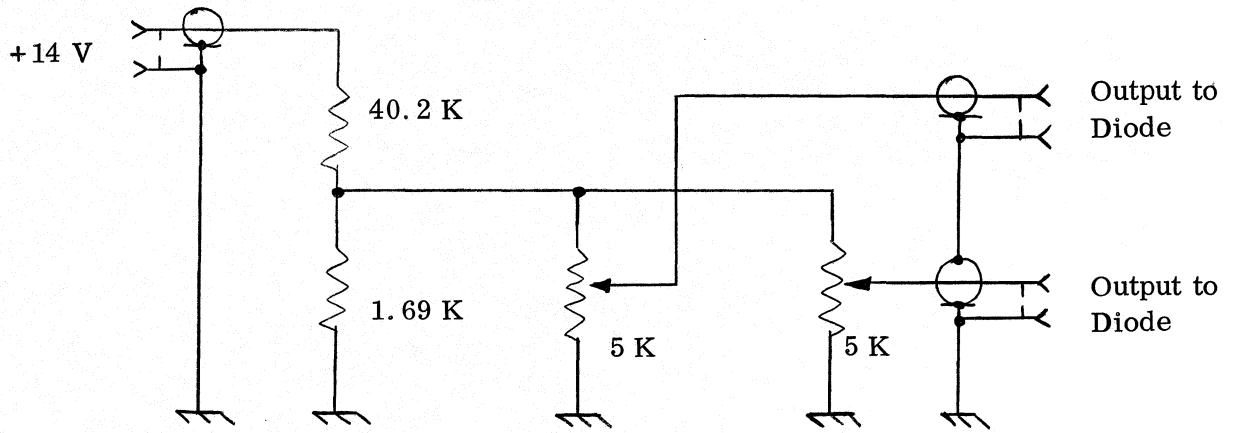 +14 V
40.2 K
1.69 K
5 K
5 K
Output to
Diode
Output to
Diode